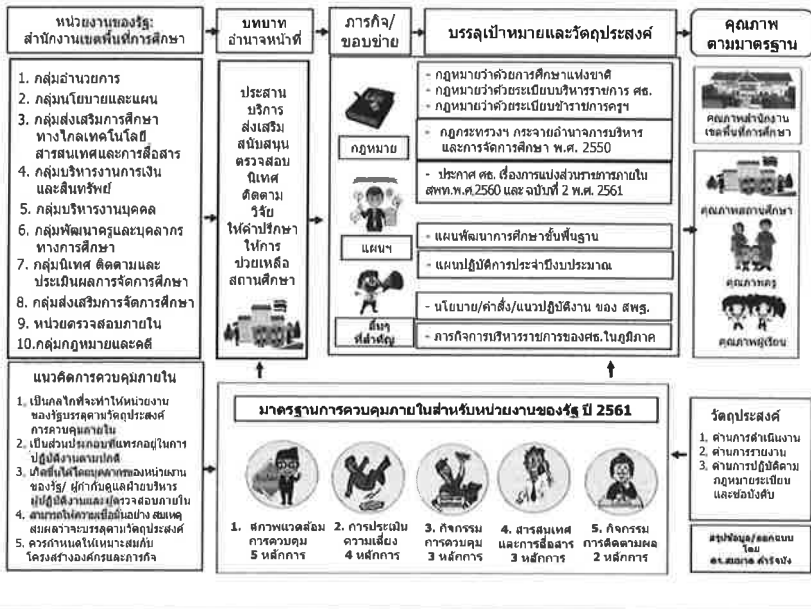 หน่วยงานของรัฐ:
สำนักงานเขตพื้นที่การศึกษา
บทบาท
อำนาจหน้าที่
ภารกิจ/
ขอบข่าย
บรรลุเป้าหมายและวัตถุประสงค์
คุณภาพ
ตามมาตรฐาน
1. กลุ่มอำนวยการ
2. กลุ่มนโยบายและแผน
3. กลุ่มส่งเสริมการศึกษา
ทางไกลเทคโนโลยี
สารสนเทศและการสื่อสาร
4. กลุ่มบริหารงานการเงิน
และสินทรัพย์
5. กลุ่มบริหารงานบุคคล
6. กลุ่มพัฒนาครูและบุคลากร
ทางการศึกษา
7. กลุ่มนิเทศ ติดตามและ
ประเมินผลการจัดการศึกษา
8. กลุ่มส่งเสริมการจัดการศึกษา
9. หน่วยตรวจสอบภายใน
10.กลุ่มกฎหมายและคดี
ประสาน
บริการ
ส่งเสริม
สนับสนุน
ตรวจสอบ
นิเทศ
ติดตาม
วิจัย
ให้คำปรึกษา
ให้การ
ช่วยเหลือ
สถานศึกษา
กฎหมาย
- กฎหมายว่าด้วยการศึกษาแห่งชาติ
- กฎหมายว่าด้วยระเบียบบริหารราชการ ศธ.
- กฎหมายว่าด้วยระเบียบข้าราชการครูฯ
- กฎกระทรวงฯ กระจายอำนาจการบริหาร
และการจัดการศึกษา พ.ศ. 2550
- ประกาศ ศธ. เรื่องการแบ่งส่วนราชการภายใน
สพท.พ.ศ.2560 และ ฉบับที่ 2 พ.ศ. 2561
แผนฯ
- แผนพัฒนาการศึกษาขั้นพื้นฐาน
- แผนปฏิบัติการประจำปีงบประมาณ
อื่นๆ
ที่สำคัญ
- นโยบาย/คำสั่ง/แนวปฏิบัติงาน ของ สพฐ.
- ภารกิจการบริหารราชการของศธ.ในภูมิภาค
คุณภาพสำนักงาน
เขตพื้นที่การศึกษา
คุณภาพสถานศึกษา
คุณภาพครู
คุณภาพผู้เรียน
แนวคิดการควบคุมภายใน
1. เป็นกลไกที่จะทำให้หน่วยงาน
ของรัฐบรรลุตามวัตถุประสงค์
การควบคุมภายใน
2. เป็นส่วนประกอบที่แทรกอยู่ในการ
ปฏิบัติงานตามปกติ
3. เกิดขึ้นได้โดยบุคลากรของหน่วยงาน
ของรัฐ/ ผู้กำกับดูแลฝ่ายบริหาร
ผู้ปฏิบัติงานและผู้ตรวจสอบภายใน
4. สามารถให้ความเชื่อมั่นอย่าง สมเหตุ
สมผลว่าจะบรรลุตามวัตถุประสงค์
5. ควรกำหนดให้เหมาะสมกับ
โครงสร้างองค์กรและภารกิจ
มาตรฐานการควบคุมภายในสำหรับหน่วยงานของรัฐ ปี 2561
1. สภาพแวดล้อม
การควบคุม
5 หลักการ
2. การประเมิน
ความเสี่ยง
4 หลักการ
3. กิจกรรม
การควบคุม
3 หลักการ
4. สารสนเทศ
และการสื่อสาร
3 หลักการ
5. กิจกรรม
การติดตามผล
2 หลักการ
วัตถุประสงค์
1. ด้านการดำเนินงาน
2. ด้านการรายงาน
3. ด้านการปฏิบัติตาม
กฎหมายระเบียบ
และข้อบังคับ
สรุปข้อมูล/ออกแบบ
โดย